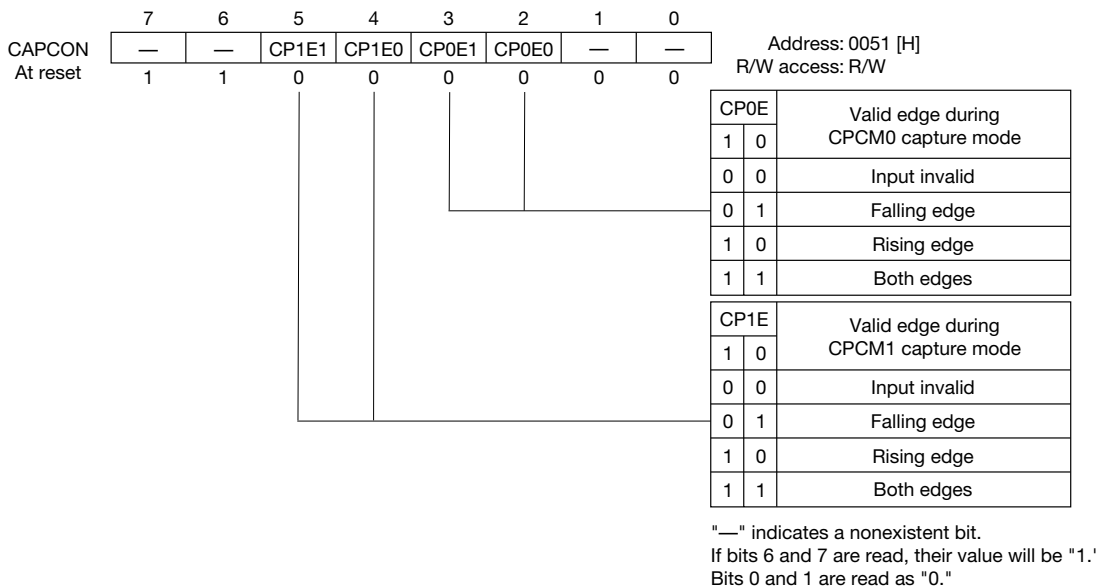 7 6 5 4 3 2 1 0
CAPCON — — CP1E1 CP1E0 CP0E1 CP0E0 — —
At reset 1 1 0 0 0 0 0 0
Address: 0051 [H]
R/W access: R/W
CP0E Valid edge during
1 0 CPCM0 capture mode
0 0 Input invalid
0 1 Falling edge
1 0 Rising edge
1 1 Both edges
CP1E Valid edge during
1 0 CPCM1 capture mode
0 0 Input invalid
0 1 Falling edge
1 0 Rising edge
1 1 Both edges
"—" indicates a nonexistent bit.
If bits 6 and 7 are read, their value will be "1.'
Bits 0 and 1 are read as "0."